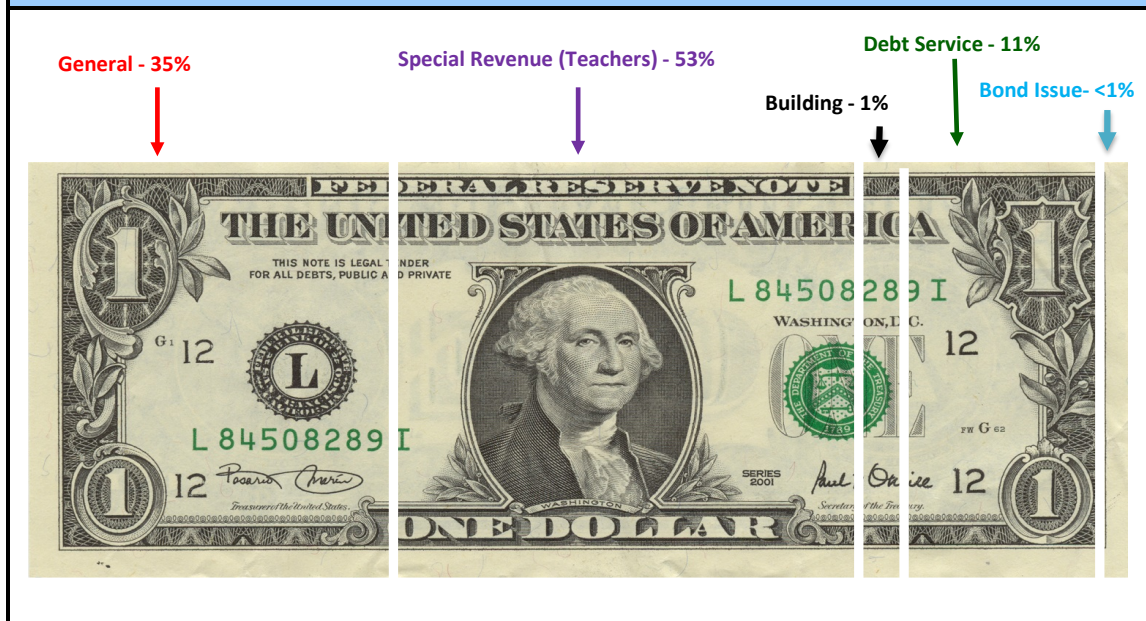 Debt Service - 11%
General - 35%
Special Revenue (Teachers) - 53%
Bond Issue- <1%
Building - 1%
FEDERAL RESERVE NOTE
THE UNITED STATES OF AMERICA
THIS NOTE IS LEGAL TENDER
FOR ALL DEBTS, PUBLIC AND PRIVATE
L 84508289 I
WASHINGTON, D.C.
1
1
G1 12
12
L
THE DEPARTMENT OF THE TREASURY
1789
ONE
L 84508289 I
FW G 62
12
12
SERIES
2001
Treasurer of the United States.
Secretary of the Treasury.
WASHINGTON
1
1
ONE DOLLAR